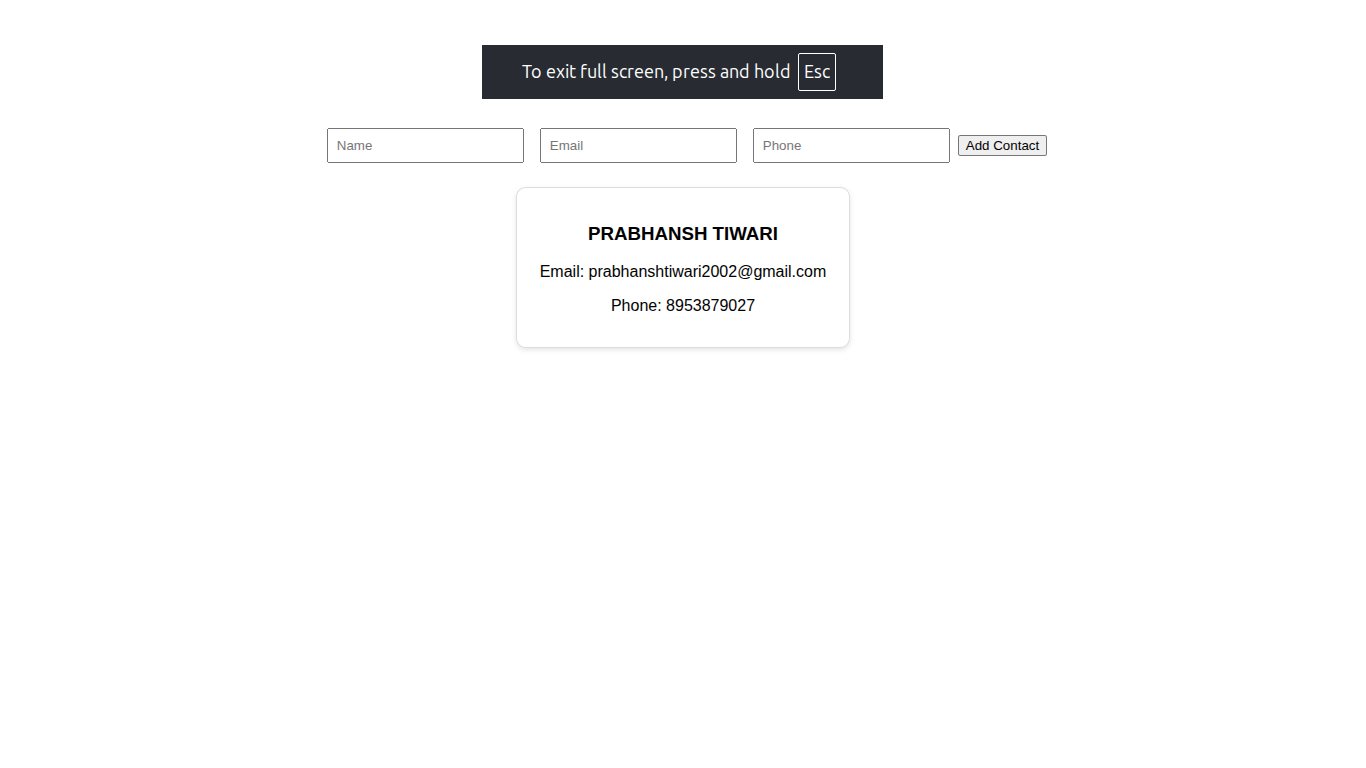 To exit full screen, press and hold Esc
Name Email Phone Add Contact
PRABHANSH TIWARI
Email: prabhanshtiwari2002@gmail.com
Phone: 8953879027